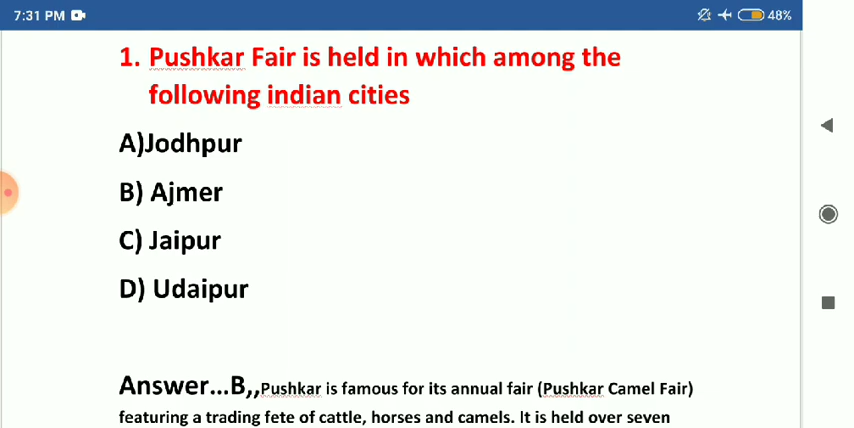 7:31 PM
48%
1. Pushkar Fair is held in which among the
following indian cities
A)Jodhpur
B) Ajmer
C) Jaipur
D) Udaipur
Answer...B,,Pushkar is famous for its annual fair (Pushkar Camel Fair)
featuring a trading fete of cattle, horses and camels. It is held over seven